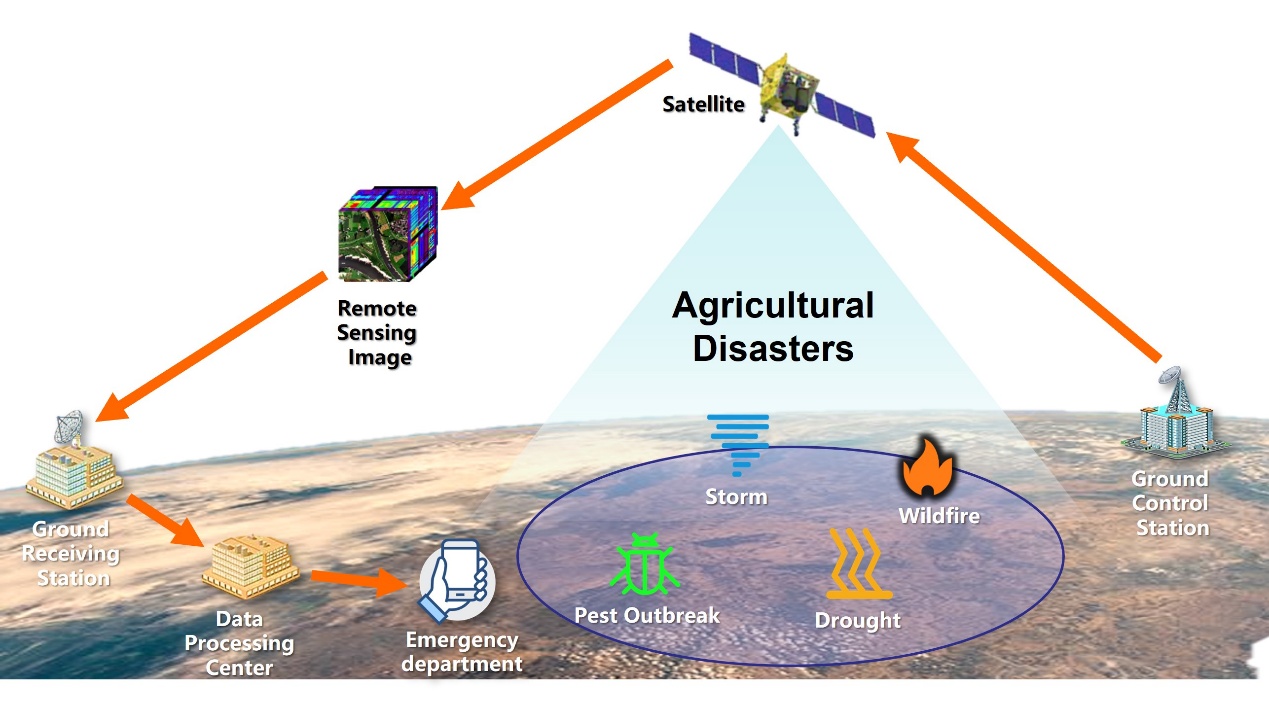 Satellite
Remote
Sensing
Image
Agricultural
Disasters
Storm
Wildfire
Pest Outbreak
Drought
Ground
Control
Station
Ground
Receiving
Station
Data
Processing
Center
Emergency
department